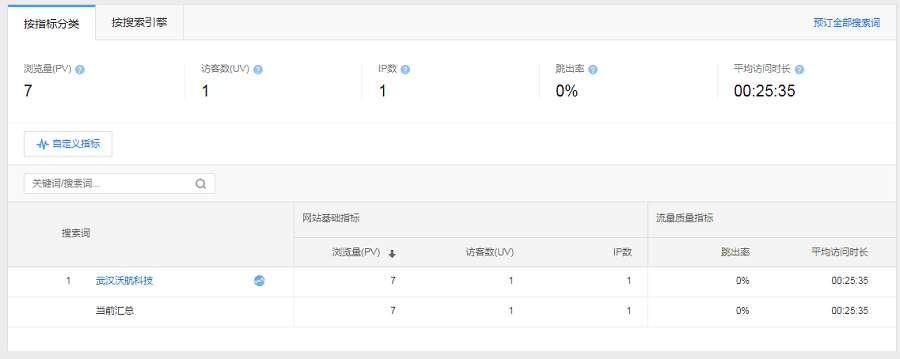 按指标分类 按搜索引擎 预订全部搜索词
浏览量(PV) 访客数(UV) IP数 跳出率 平均访问时长
7 1 1 0% 00:25:35
自定义指标
关键词/搜索词...
搜索词 网站基础指标 流量质量指标
浏览量(PV) 访客数(UV) IP数 跳出率 平均访问时长
1 武汉沃航科技 7 1 1 0% 00:25:35
当前汇总 7 1 1 0% 00:25:35